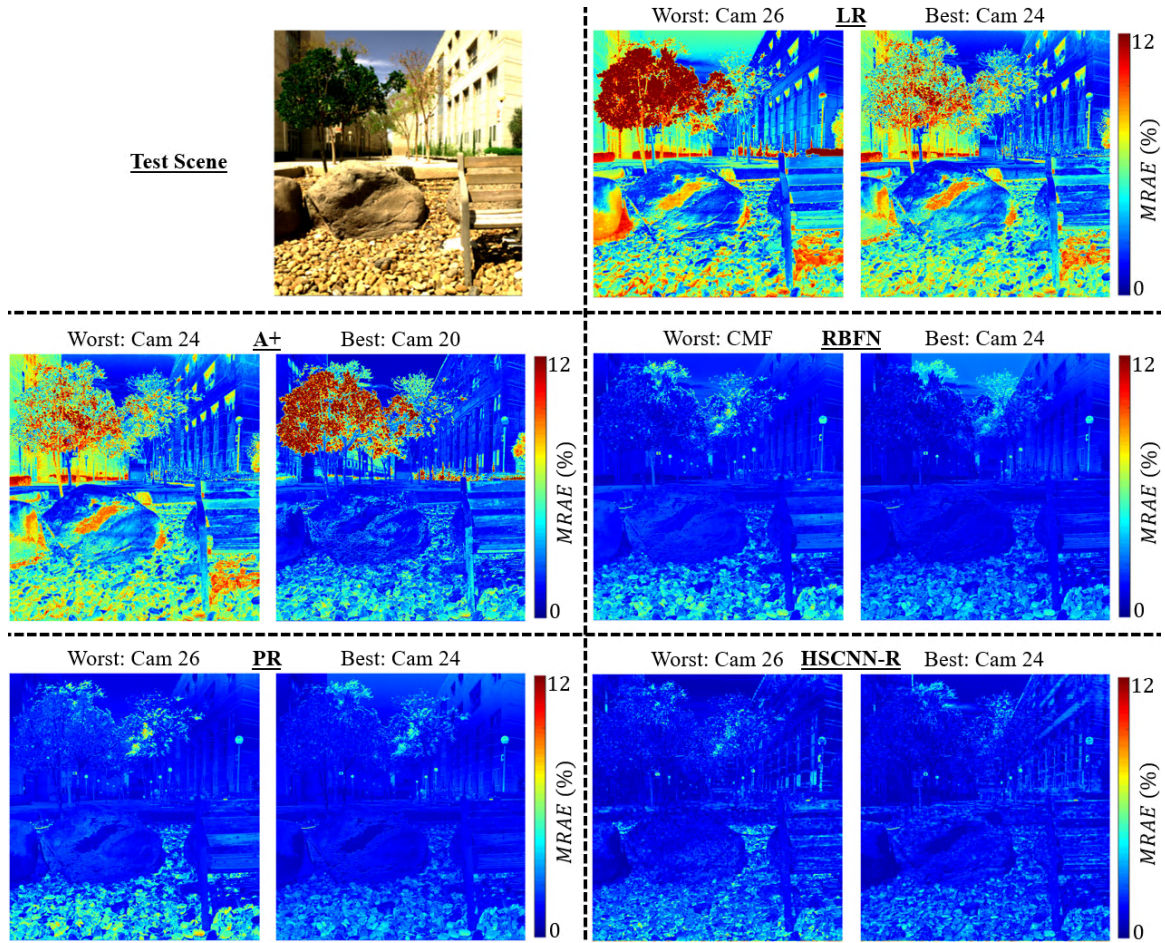 Test Scene
Worst: Cam 26 LR Best: Cam 24
12
MRAE (%)
0
Worst: Cam 24 A+ Best: Cam 20
12
MRAE (%)
0
Worst: CMF RBFN Best: Cam 24
12
MRAE (%)
0
Worst: Cam 26 PR Best: Cam 24
12
MRAE (%)
0
Worst: Cam 26 HSCNN-R Best: Cam 24
12
MRAE (%)
0